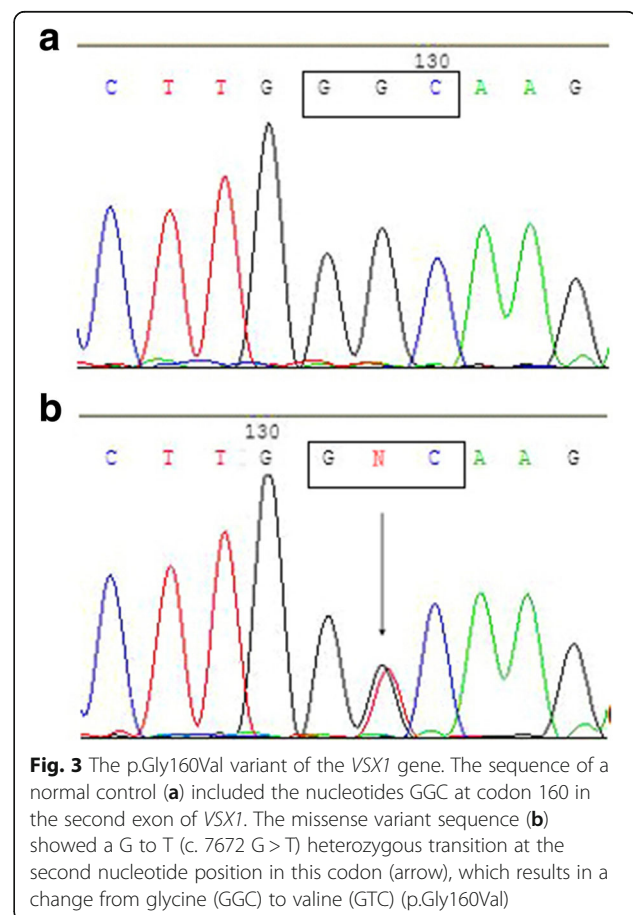 a
130
C T T G G G C A A G
b
130
C T T G G N C A A G
Fig. 3 The p.Gly160Val variant of the VSX1 gene. The sequence of a
normal control (a) included the nucleotides GGC at codon 160 in
the second exon of VSX1. The missense variant sequence (b)
showed a G to T (c. 7672 G > T) heterozygous transition at the
second nucleotide position in this codon (arrow), which results in a
change from glycine (GGC) to valine (GTC) (p.Gly160Val)